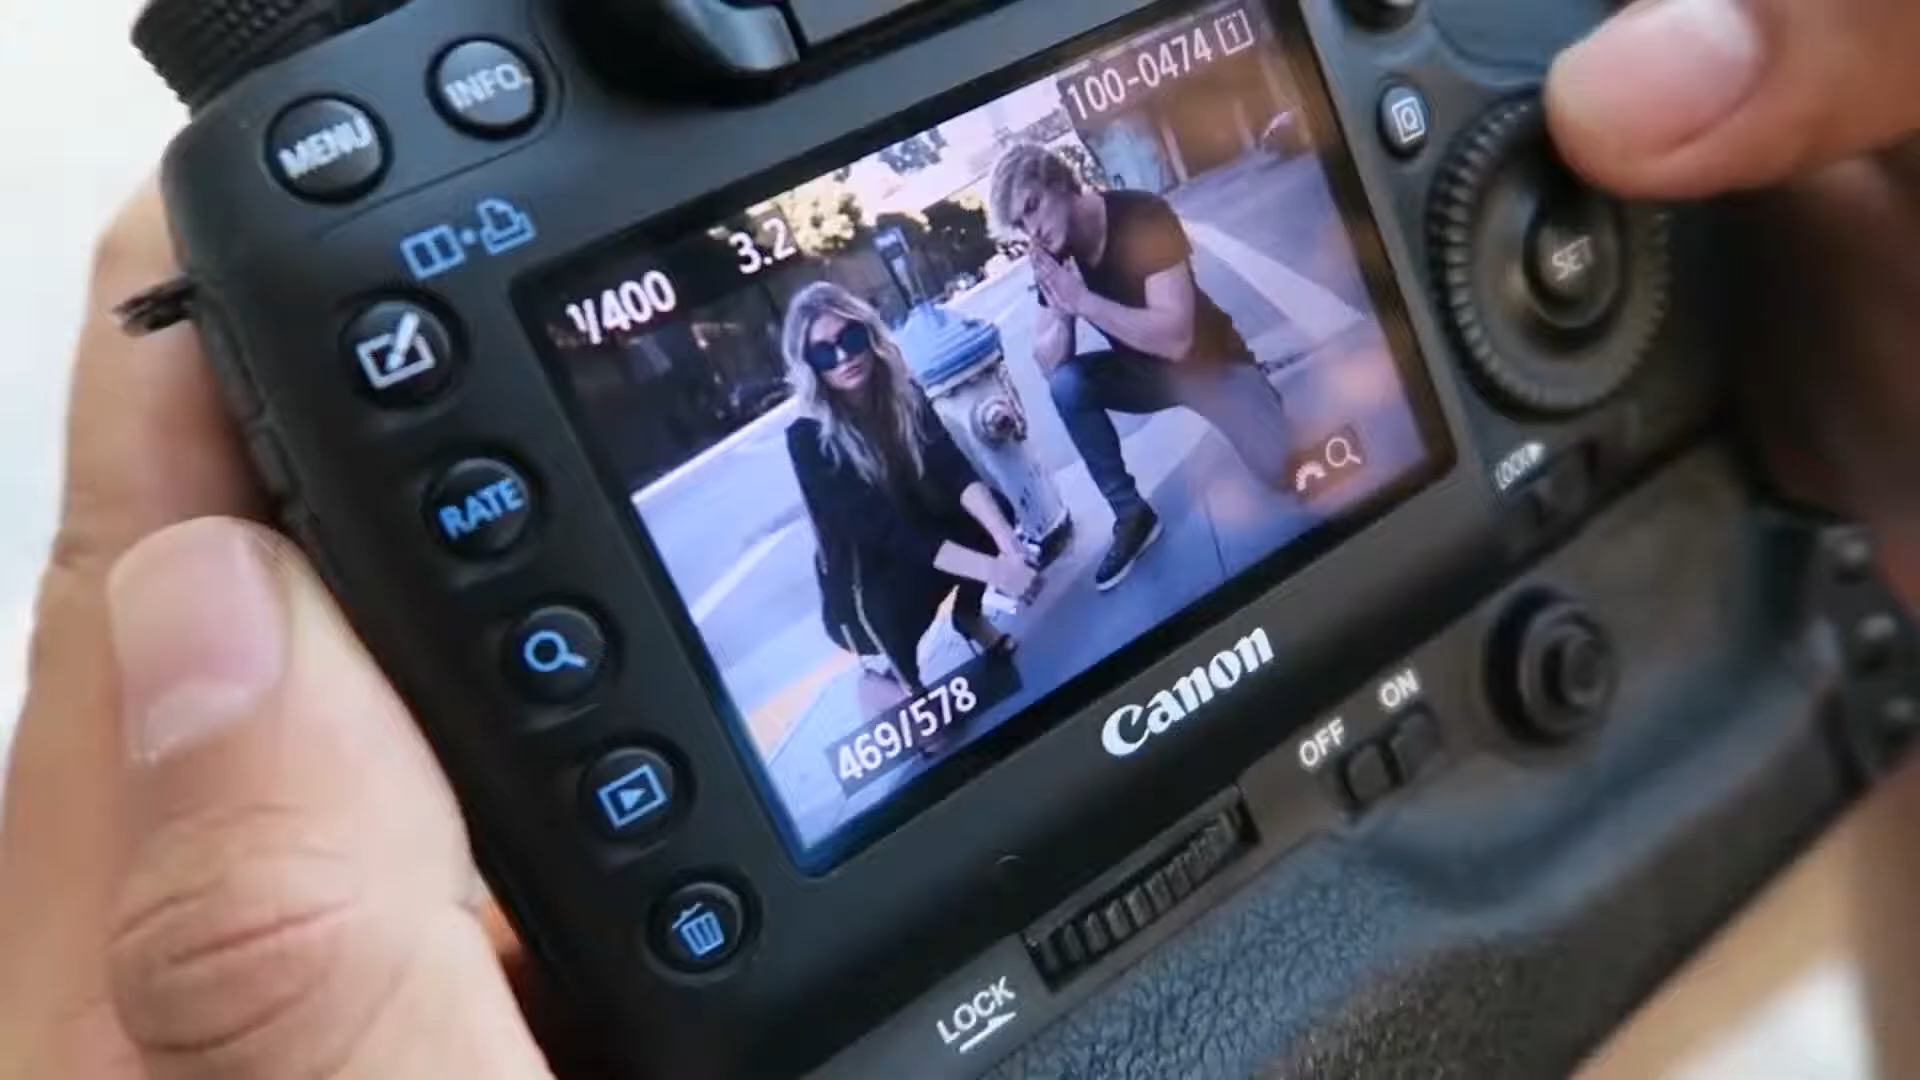 MENU
INFO.
100-0474 1
Q
1/400
3.2
SET
RATE
LOCK
469/578
Canon
OFF
ON
LOCK